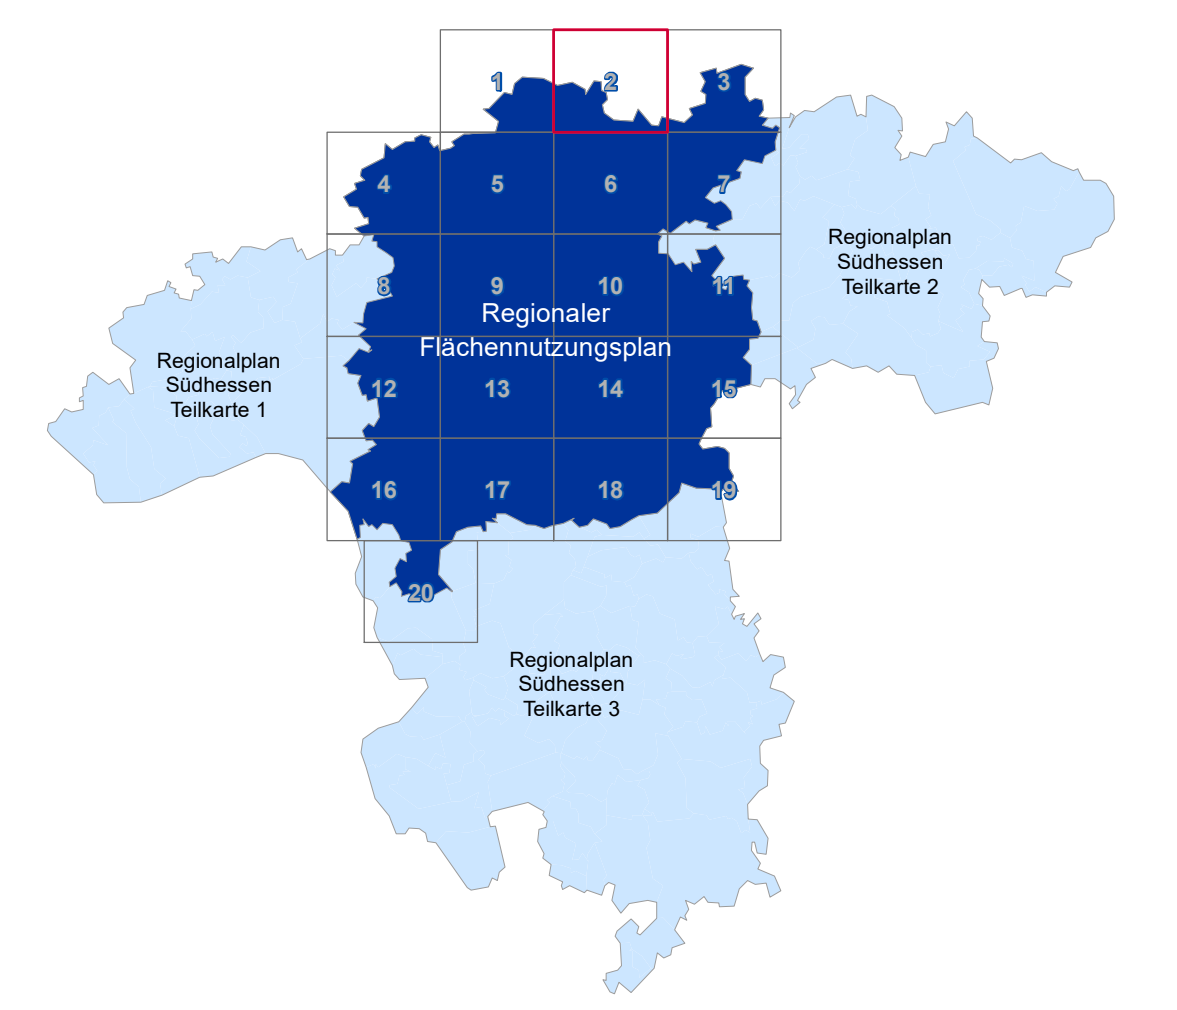 1
2
3
4
5
6
7
Regionalplan
Südhessen
Teilkarte 2
8
9
10
11
Regionaler
Flächennutzungsplan
Regionalplan
Südhessen
Teilkarte 1
12
13
14
15
16
17
18
19
20
Regionalplan
Südhessen
Teilkarte 3